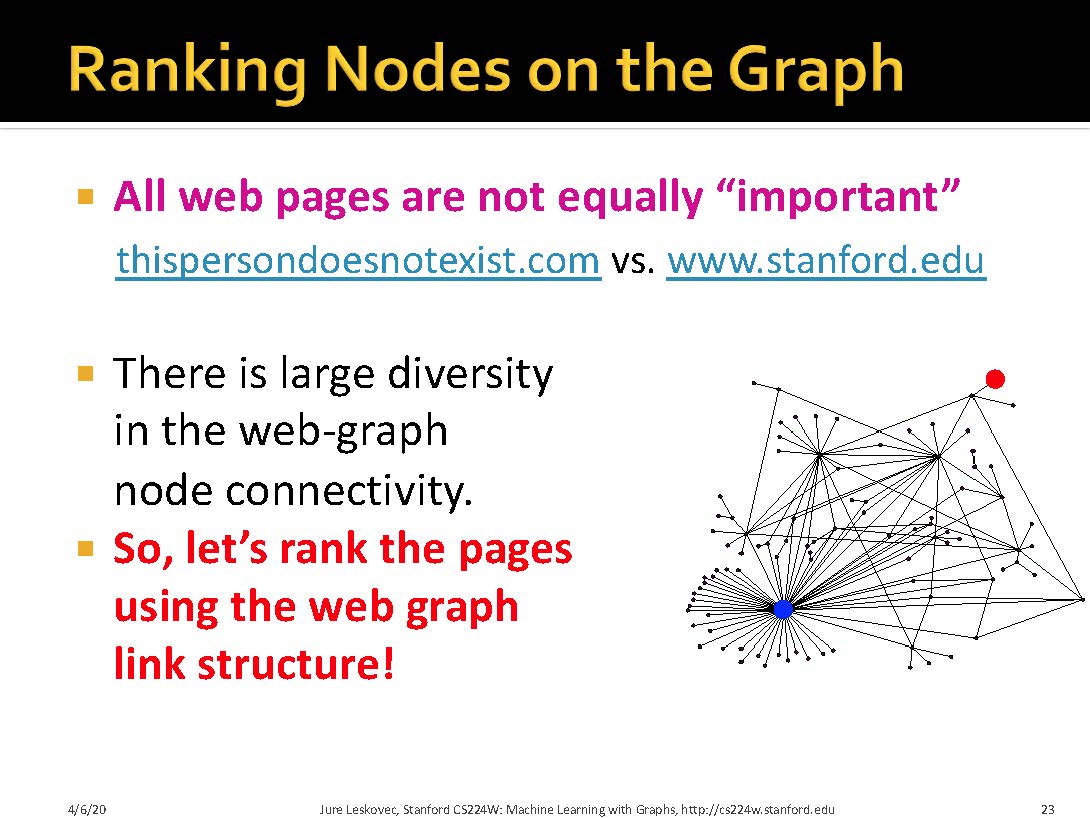 Ranking Nodes on the Graph
All web pages are not equally “important”
thispersondoesnotexist.com vs. www.stanford.edu
There is large diversity
in the web-graph
node connectivity.
So, let’s rank the pages
using the web graph
link structure!
4/6/20
Jure Leskovec, Stanford CS224W: Machine Learning with Graphs, http://cs224w.stanford.edu
23